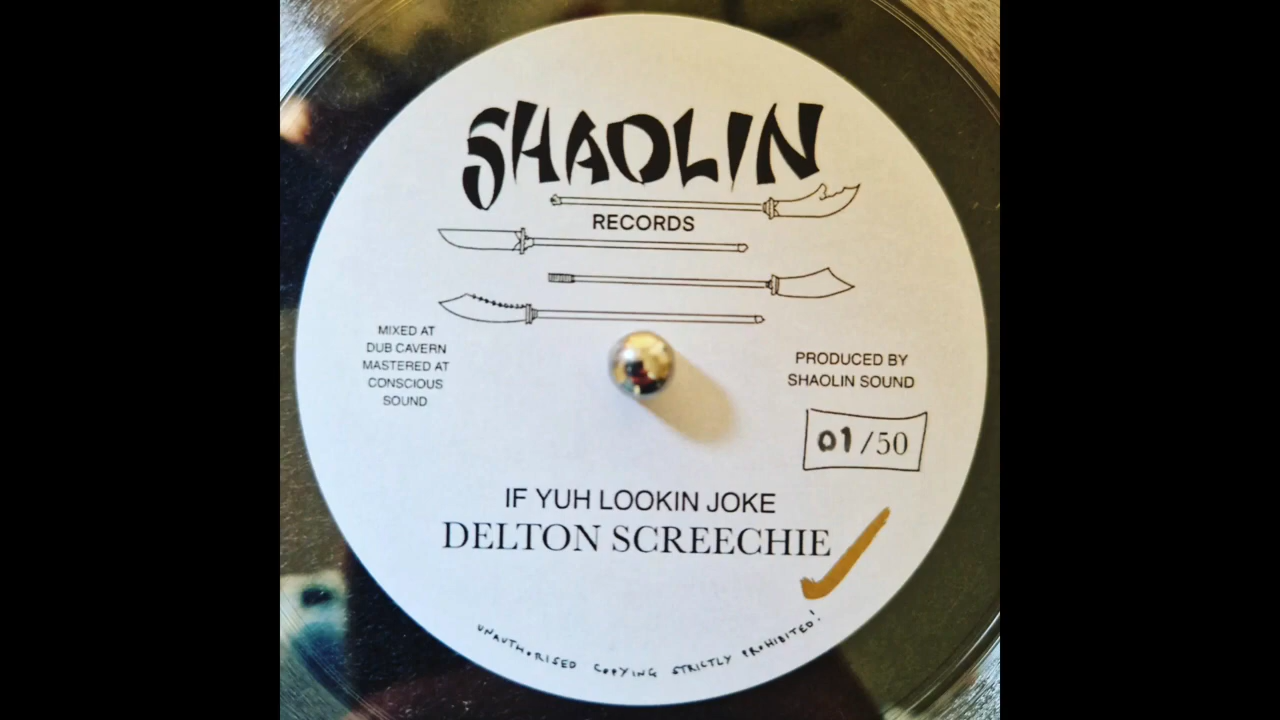 SHAOLIN
RECORDS
MIXED AT
DUB CAVERN
MASTERED AT
CONSCIOUS
SOUND
PRODUCED BY
SHAOLIN SOUND
01/50
IF YUH LOOKIN JOKE
DELTON SCREECHIE
UNAUTHORISED COPYING STRICTLY PROHIBITED!